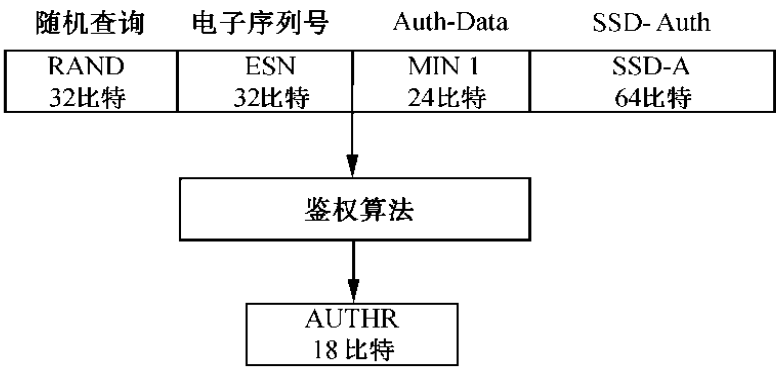 随机查询 电子序列号 Auth-Data SSD- Auth
RAND ESN MIN 1 SSD-A
32比特 32比特 24比特 64比特
鉴权算法
AUTHR
18比特